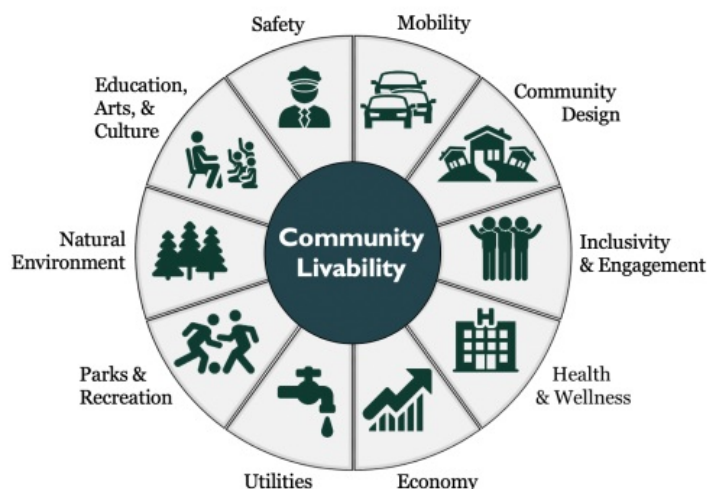 Safety
Mobility
Education,
Arts, &
Culture
Community
Design
Natural
Environment
Community
Livability
Inclusivity
& Engagement
H
Parks &
Recreation
Health
& Wellness
Utilities
Economy